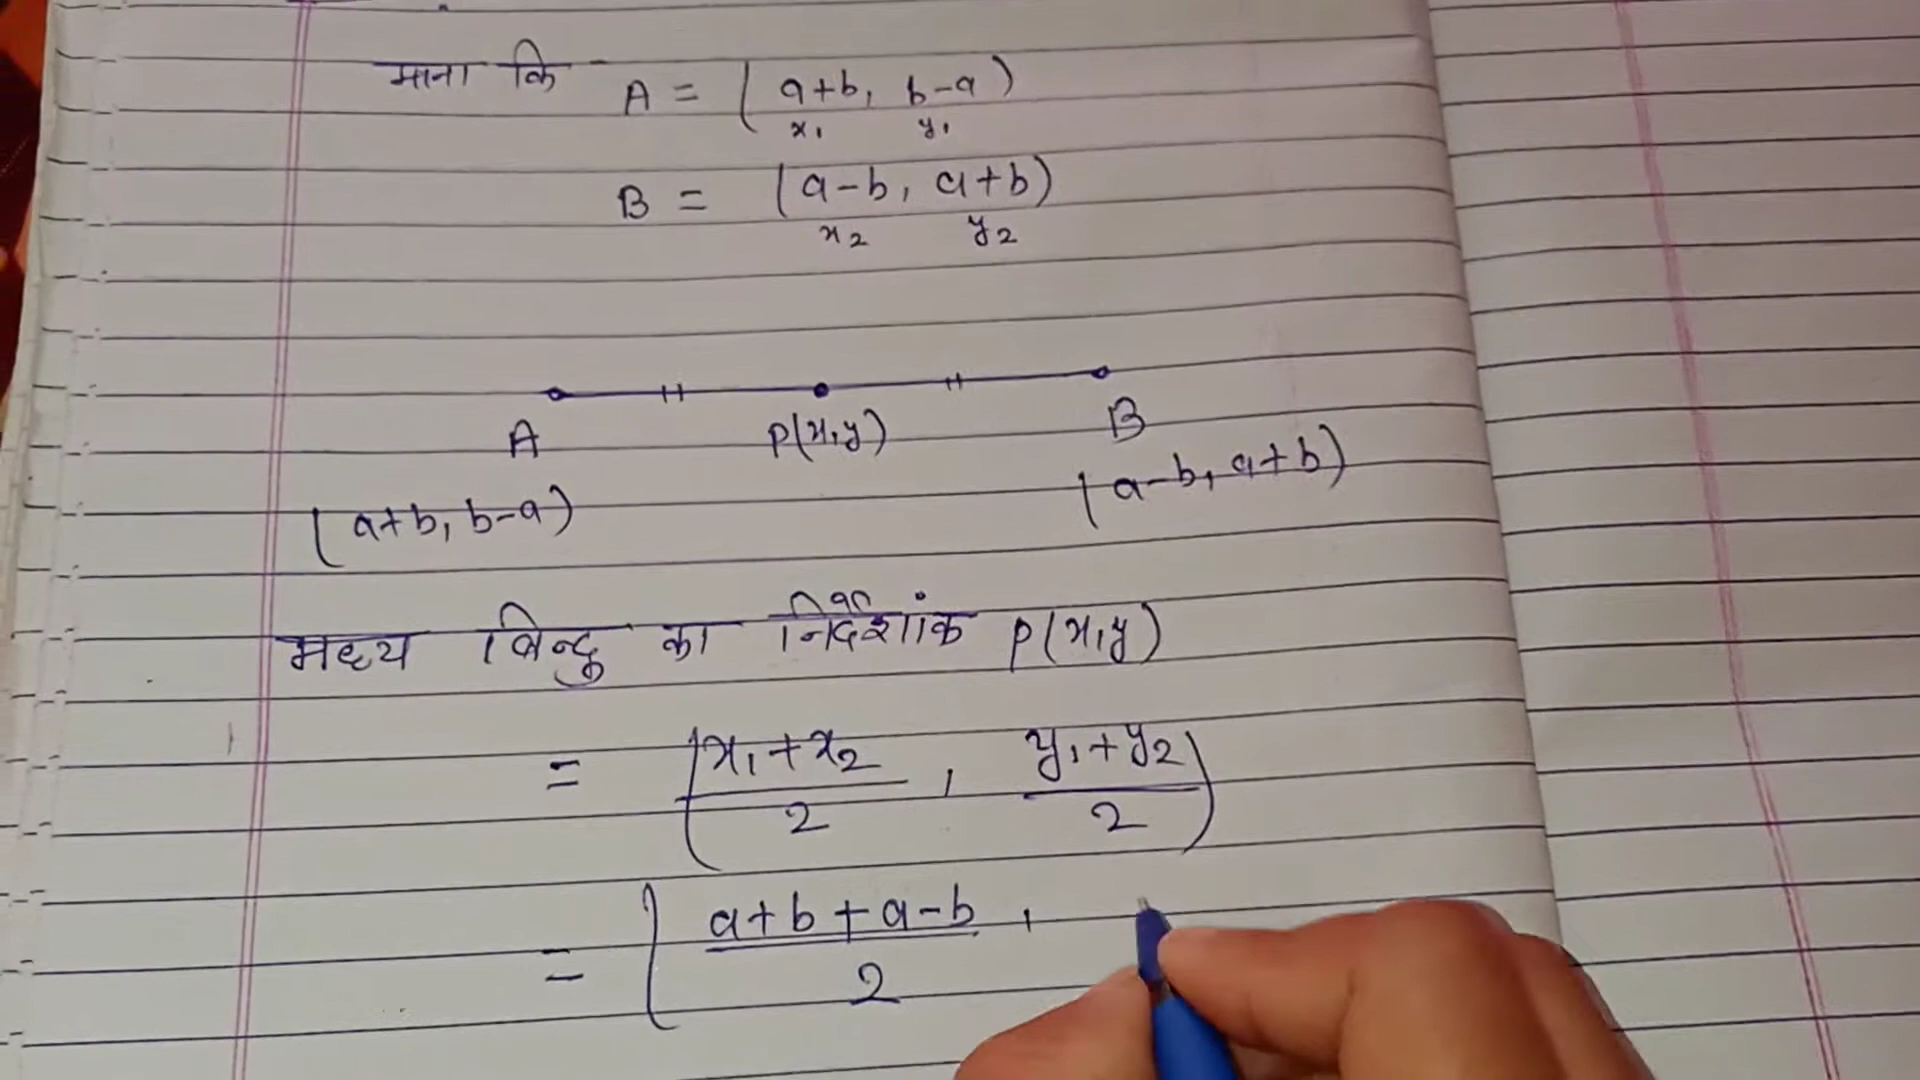 माना कि A = (a+b, b-a)
x₁ y₁
B = (a-b, a+b)
x₂ y₂
A P(x,y) B
(a+b, b-a) (a-b, a+b)
मध्य बिन्दु का निर्देशांक P(x,y)
= (x₁+x₂/2, y₁+y₂/2)
= (a+b+a-b/2,